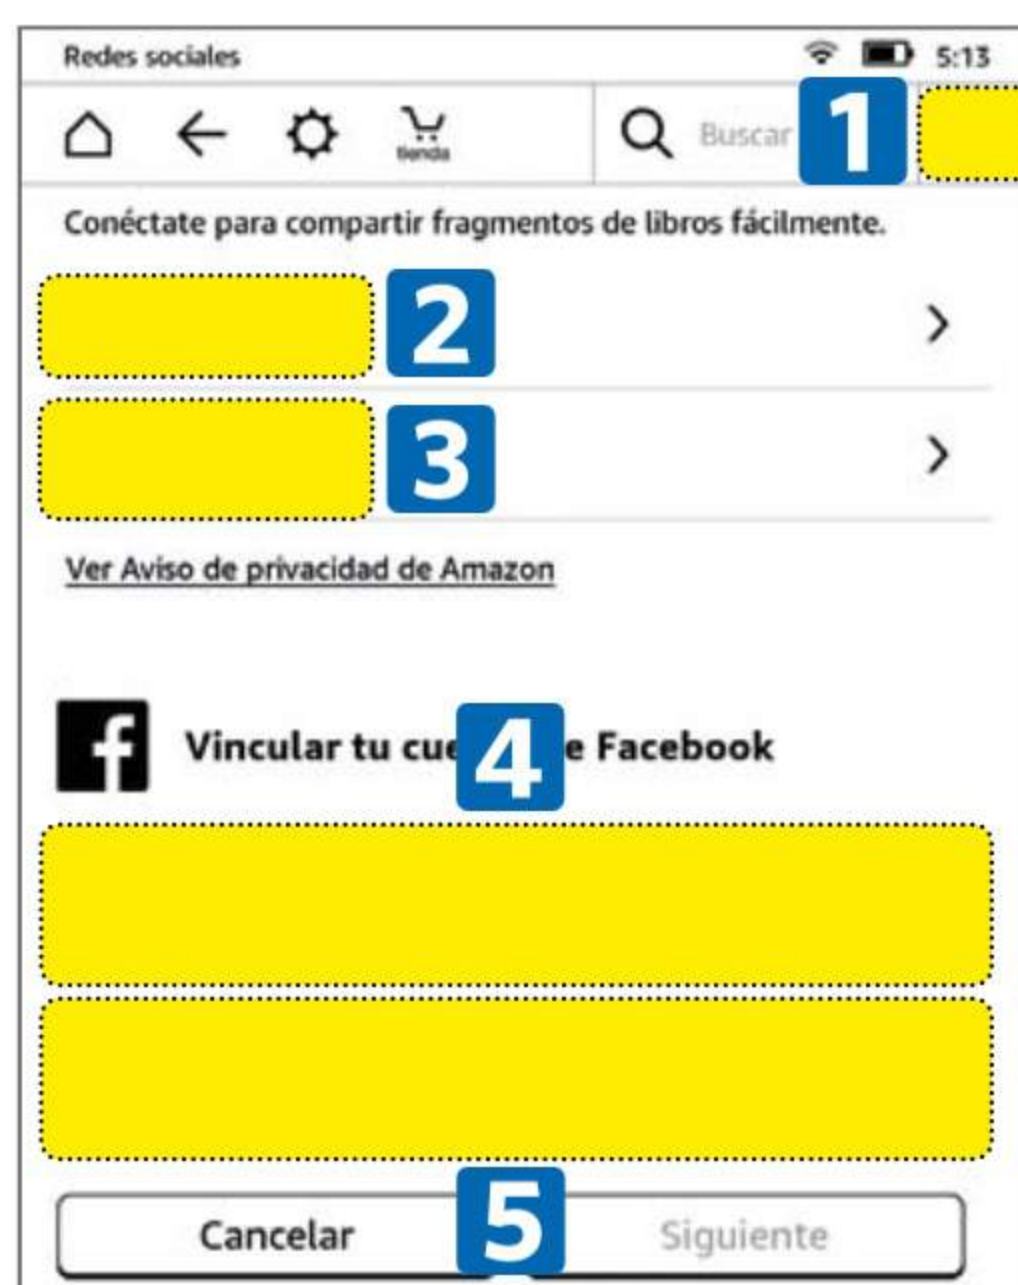 Redes sociales 5:13
tienda Buscar 1
Conéctate para compartir fragmentos de libros fácilmente.
2
3
Ver Aviso de privacidad de Amazon
f Vincular tu cue 4 e Facebook
Cancelar 5 Siguiente